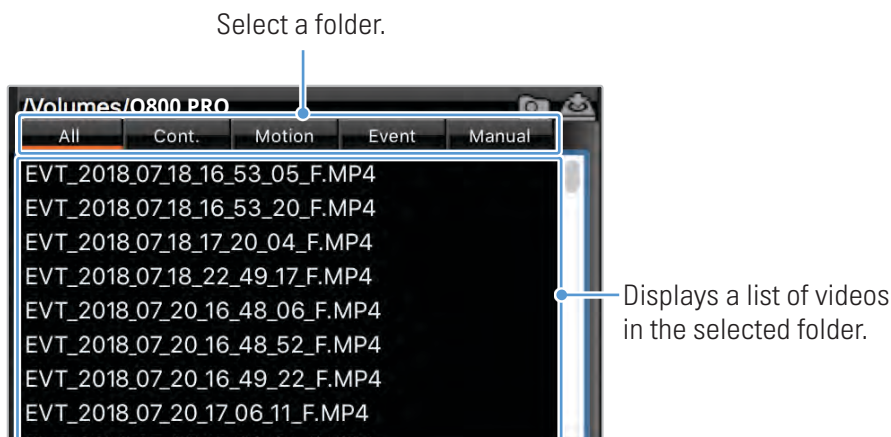 Select a folder.
/Volumes/Q800 PRO
All Cont. Motion Event Manual
EVT_2018_07_18_16_53_05_F.MP4
EVT_2018_07_18_16_53_20_F.MP4
EVT_2018_07_18_17_20_04_F.MP4
EVT_2018_07_18_22_49_17_F.MP4
EVT_2018_07_20_16_48_06_F.MP4
EVT_2018_07_20_16_48_52_F.MP4
EVT_2018_07_20_16_49_22_F.MP4
EVT_2018_07_20_17_06_11_F.MP4
Displays a list of videos
in the selected folder.